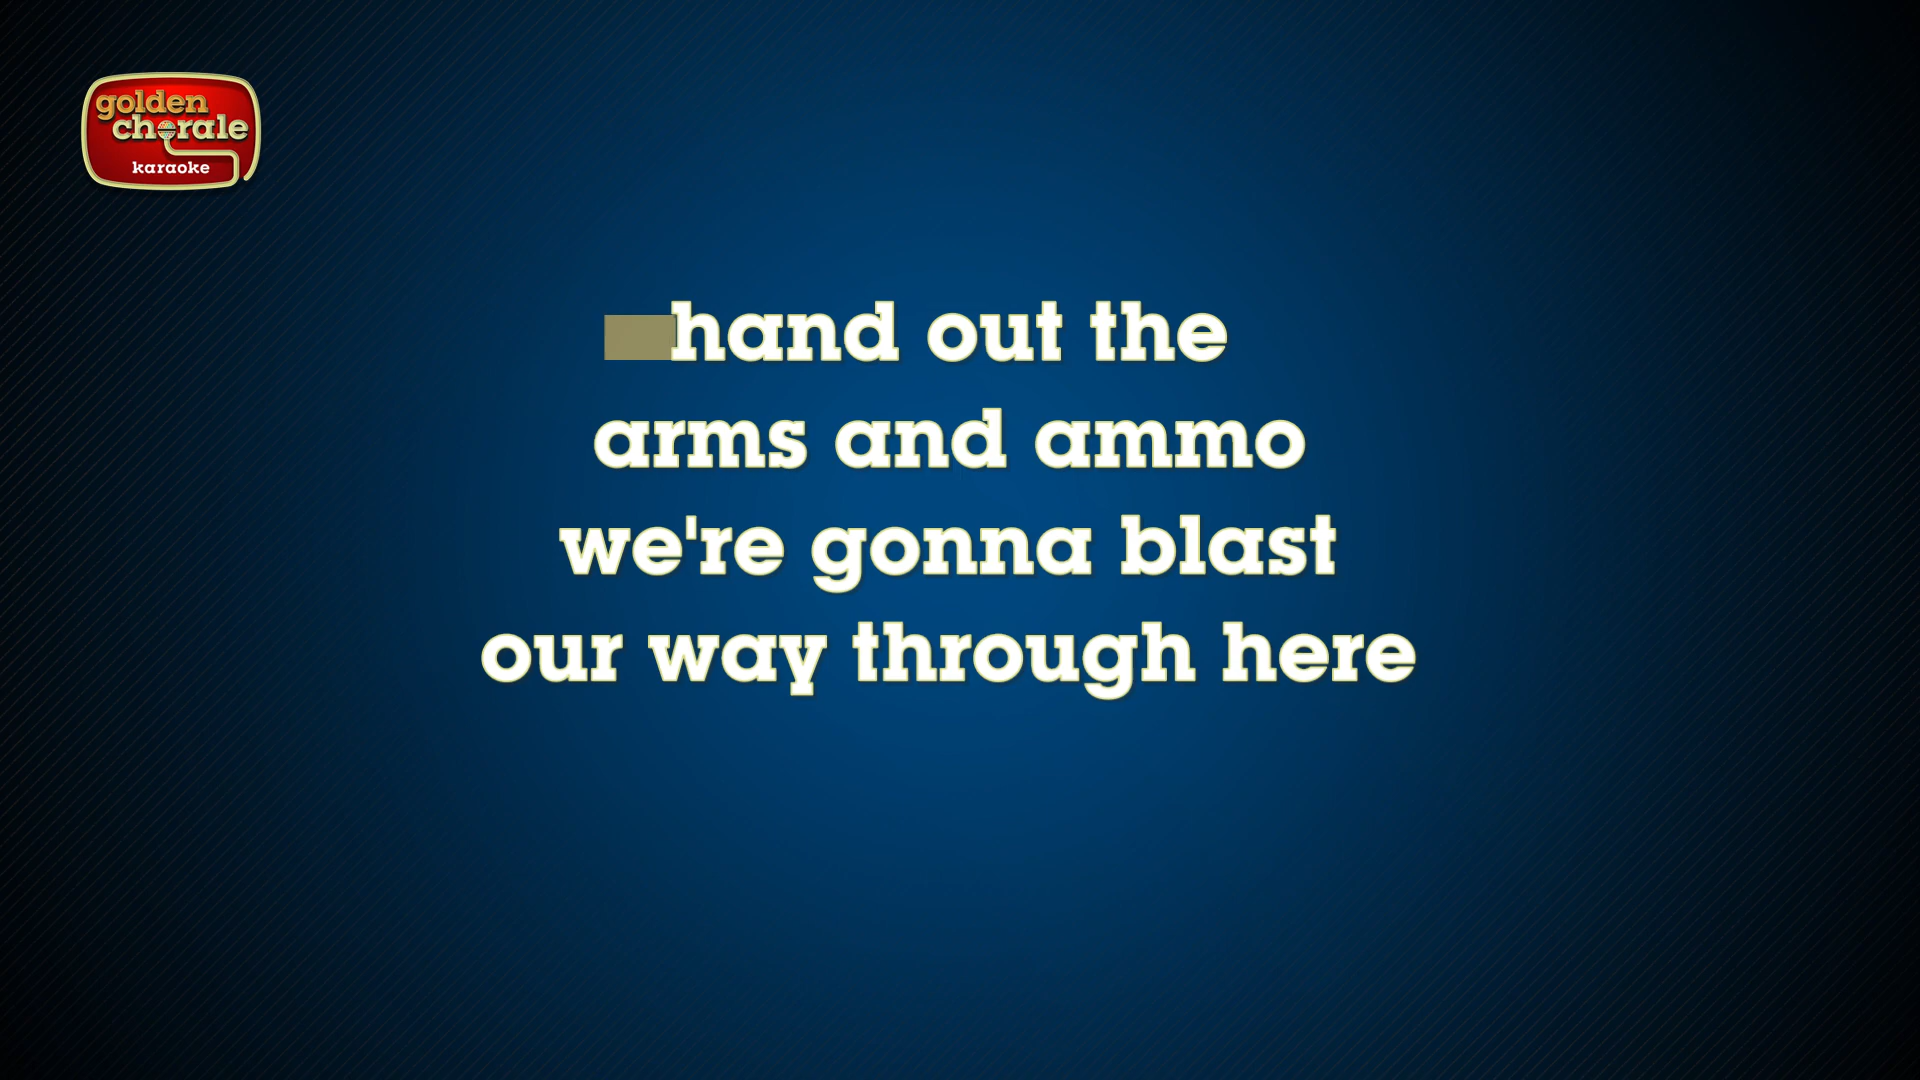 golden
chorale
karaoke
hand out the
arms and ammo
we're gonna blast
our way through here